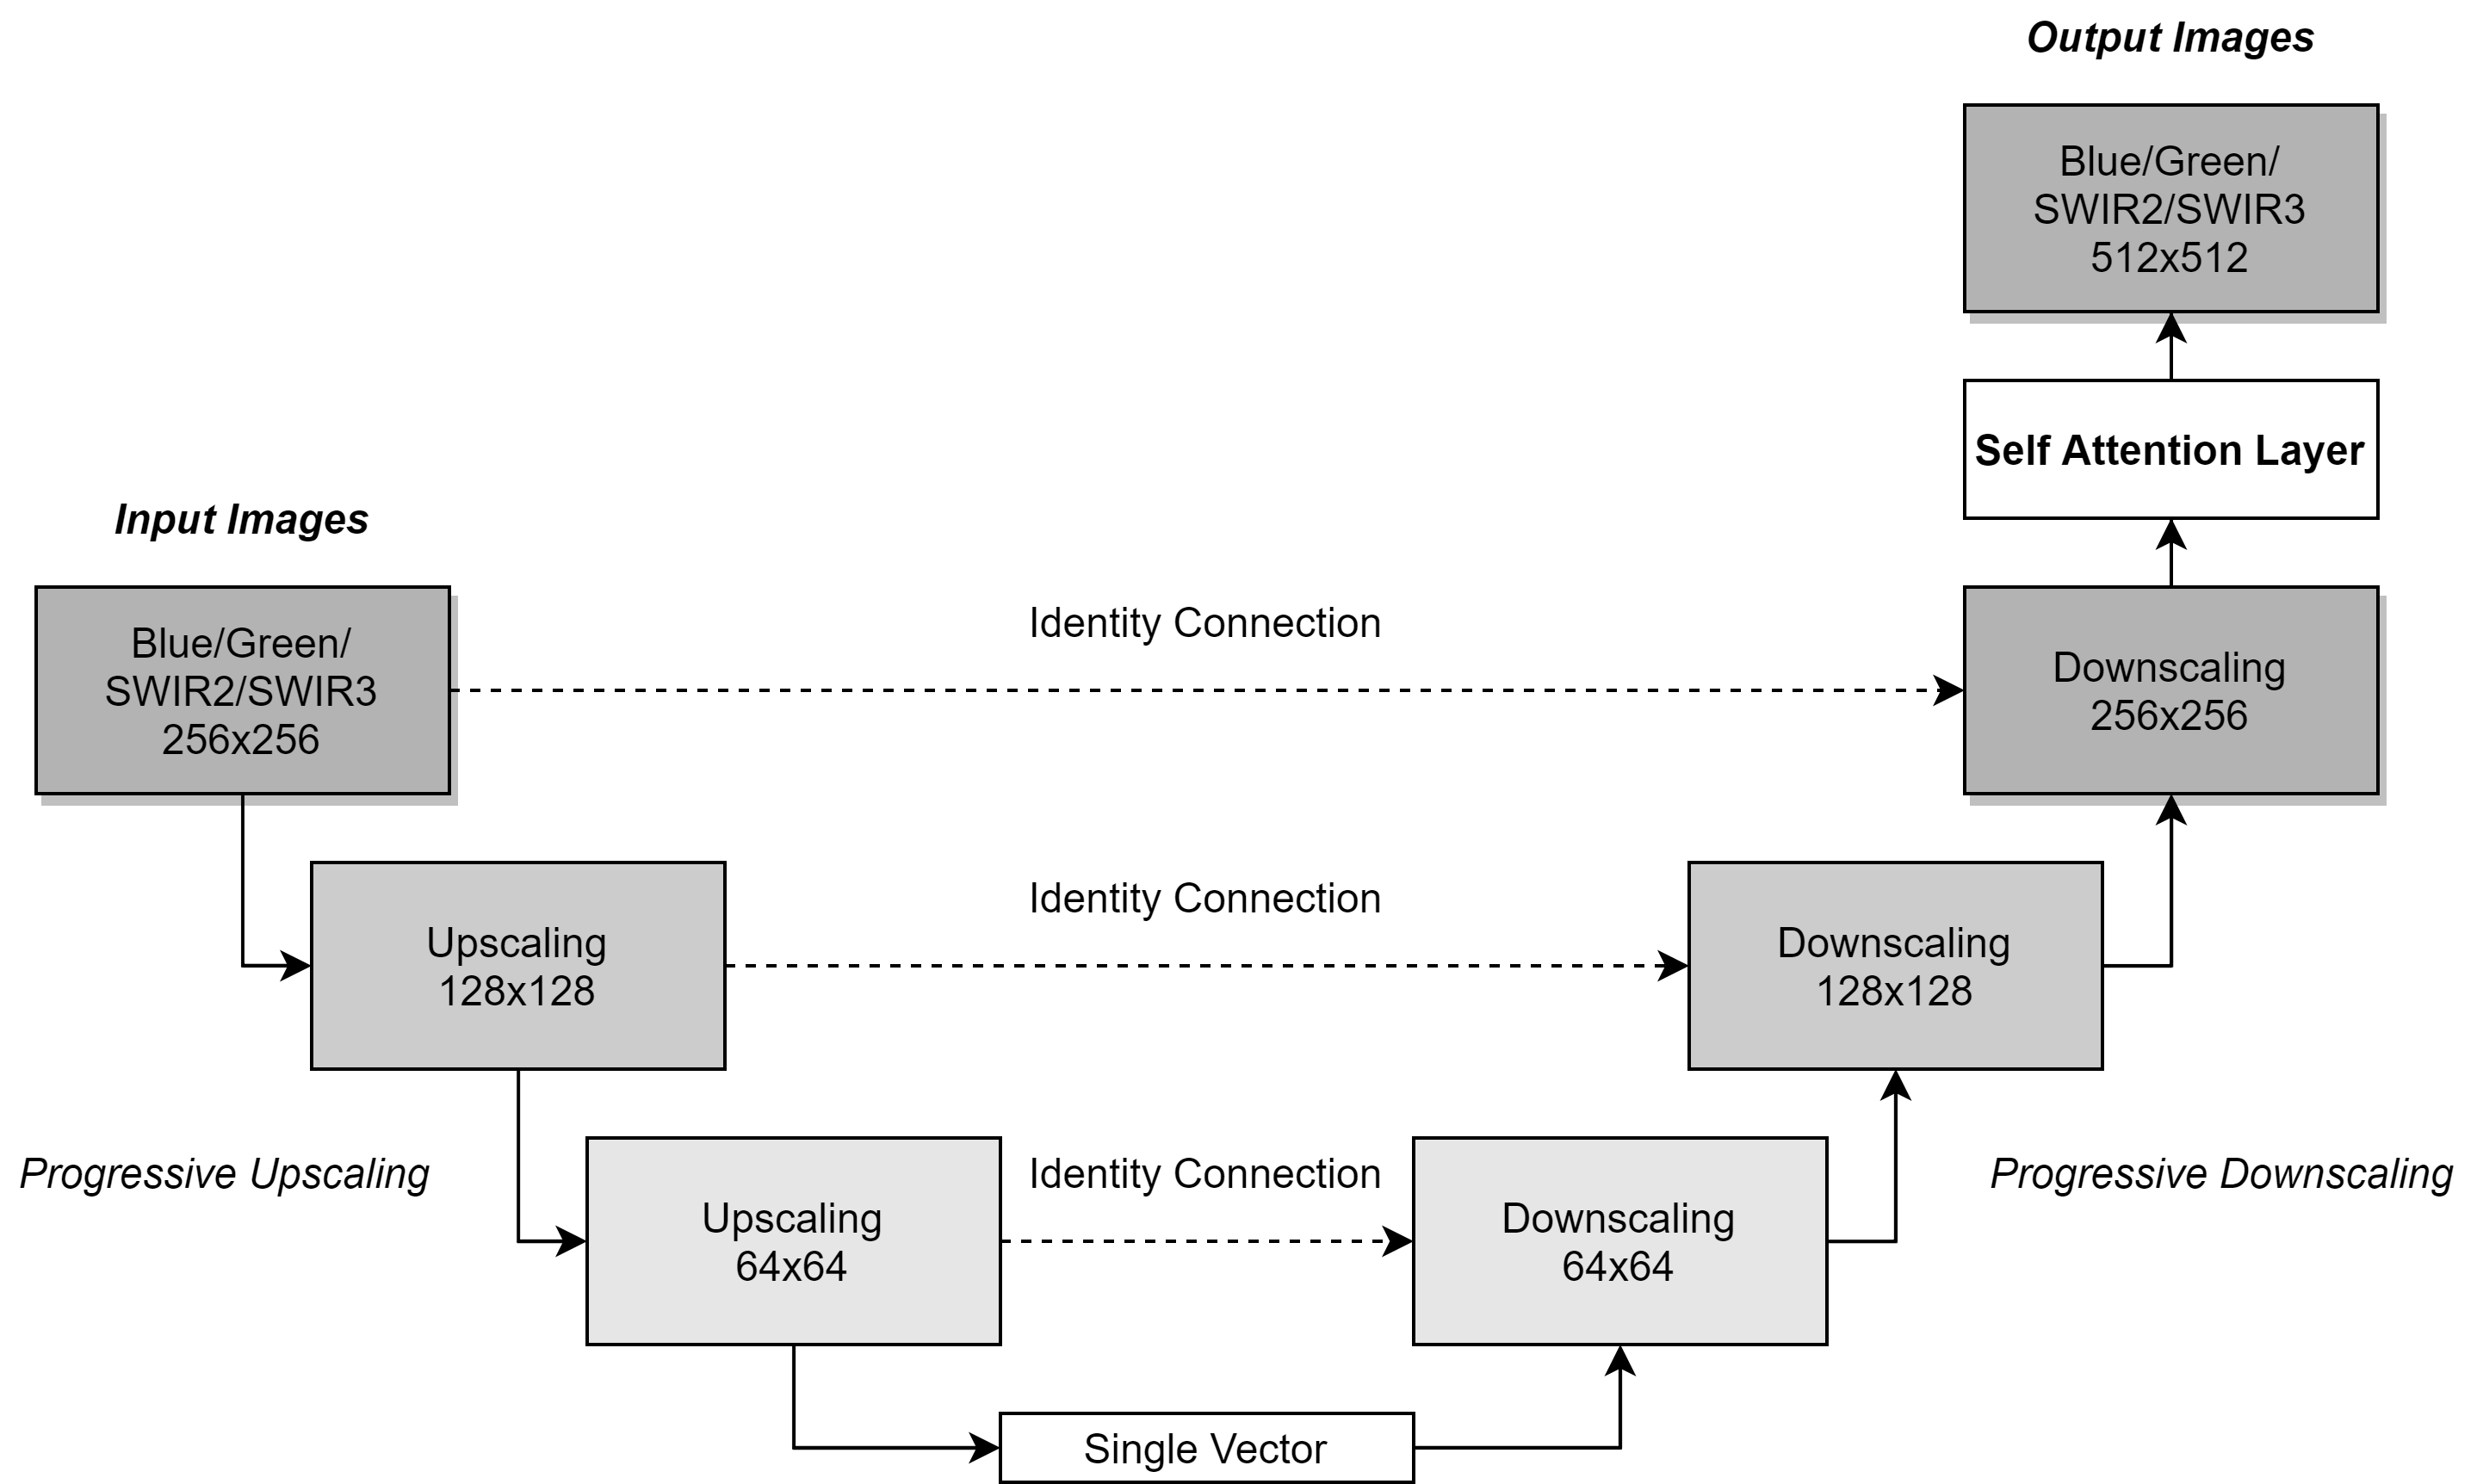 Output Images
Blue/Green/
SWIR2/SWIR3
512x512
Self Attention Layer
Input Images
Blue/Green/
SWIR2/SWIR3
256x256
Identity Connection
Downscaling
256x256
Upscaling
128x128
Identity Connection
Downscaling
128x128
Progressive Upscaling
Upscaling
64x64
Identity Connection
Downscaling
64x64
Progressive Downscaling
Single Vector